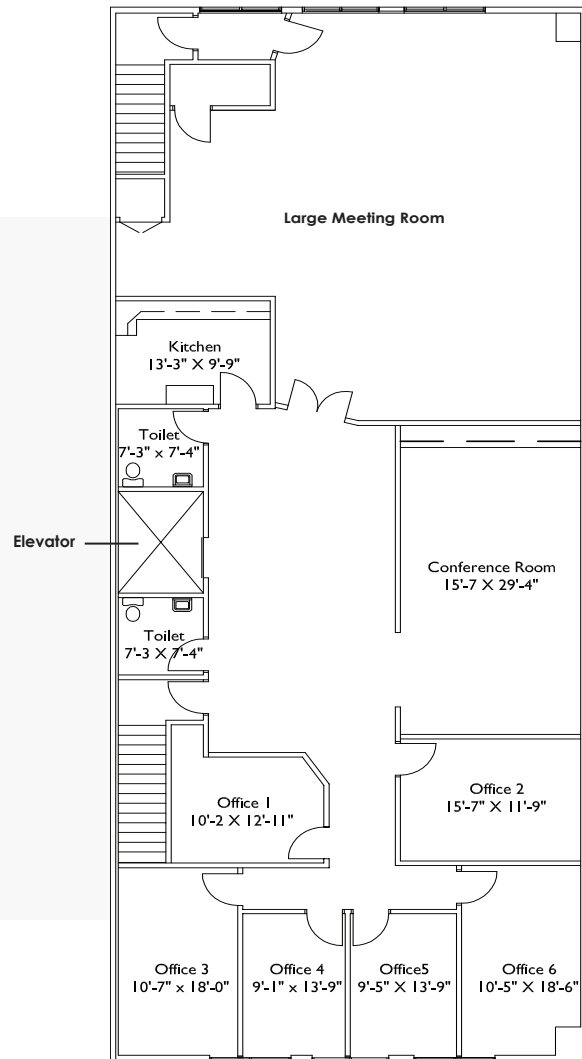 Large Meeting Room
Kitchen
13'-3" X 9'-9"
Toilet
7'-3" x 7'-4"
Elevator
Conference Room
15'-7 X 29'-4"
Toilet
7'-3 X 7'-4"
Office 1
10'-2 X 12'-11"
Office 2
15'-7" X 11'-9"
Office 3
10'-7" x 18'-0"
Office 4
9'-1" x 13'-9"
Office5
9'-5" X 13'-9"
Office 6
10'-5" X 18'-6"